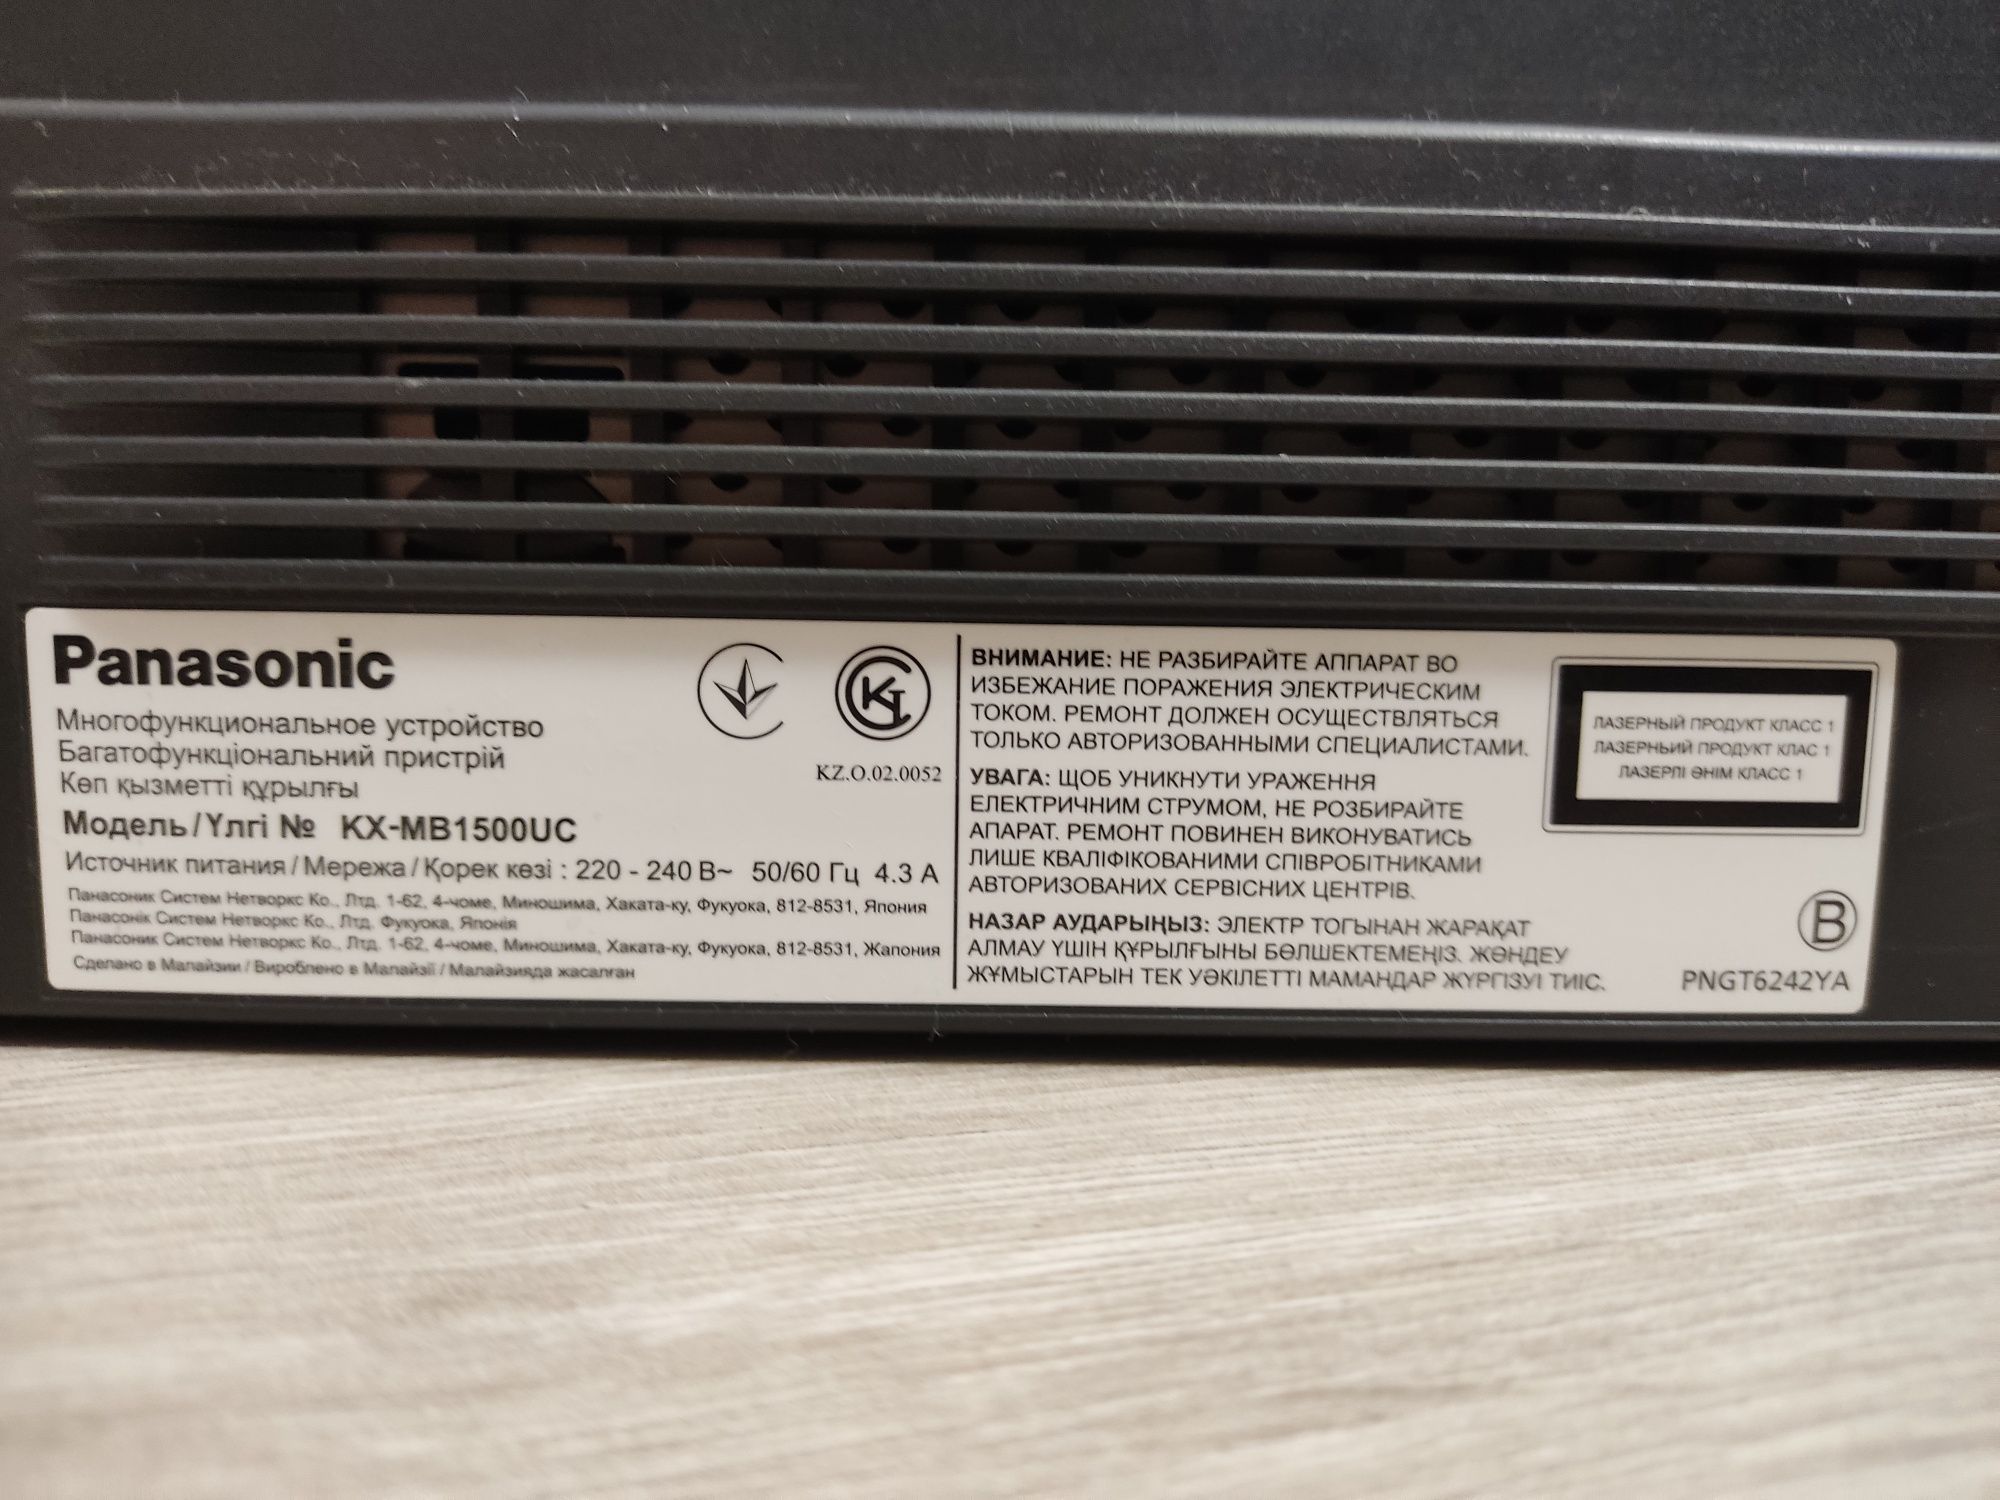 Panasonic
Многофункциональное устройство
Багатофункціональний пристрій
Көп қызметті құрылғы
Модель/Үлгі № KX-MB1500UC
Источник питания / Мережа / Қорек көзі : 220 - 240 В~ 50/60 Гц 4.3 А
Панасоник Систем Нетворкс Ко., Лтд. 1-62, 4-чоме, Миношима, Хаката-ку, Фукуока, 812-8531, Япония
Панасонік Систем Нетворкс Ко., Лтд. Фукуока, Японія
Панасоник Систем Нетворкс Ко., Лтд. 1-62, 4-чоме, Миношима, Хаката-ку, Фукуока, 812-8531, Жапония
Сделано в Малайзии / Вироблено в Малайзії / Малайзияда жасалған
KZ.O.02.0052
ВНИМАНИЕ: НЕ РАЗБИРАЙТЕ АППАРАТ ВО
ИЗБЕЖАНИЕ ПОРАЖЕНИЯ ЭЛЕКТРИЧЕСКИМ
ТОКОМ. РЕМОНТ ДОЛЖЕН ОСУЩЕСТВЛЯТЬСЯ
ТОЛЬКО АВТОРИЗОВАННЫМИ СПЕЦИАЛИСТАМИ.
УВАГА: ЩОБ УНИКНУТИ УРАЖЕННЯ
ЕЛЕКТРИЧНИМ СТРУМОМ, НЕ РОЗБИРАЙТЕ
АПАРАТ. РЕМОНТ ПОВИНЕН ВИКОНУВАТИСЬ
ЛИШЕ КВАЛІФІКОВАНИМИ СПІВРОБІТНИКАМИ
АВТОРИЗОВАНИХ СЕРВІСНИХ ЦЕНТРІВ.
НАЗАР АУДАРЫҢЫЗ: ЭЛЕКТР ТОГЫНАН ЖАРАҚАТ
АЛМАУ ҮШІН ҚҰРЫЛҒЫНЫ БӨЛШЕКТЕМЕҢІЗ. ЖӨНДЕУ
ЖҰМЫСТАРЫН ТЕК УӘКІЛЕТТІ МАМАНДАР ЖҮРГІЗУІ ТИІС.
ЛАЗЕРНЫЙ ПРОДУКТ КЛАСС 1
ЛАЗЕРНЫЙ ПРОДУКТ КЛАС 1
ЛАЗЕРЛІ ӨНІМ КЛАСС 1
B
PNGT6242YA